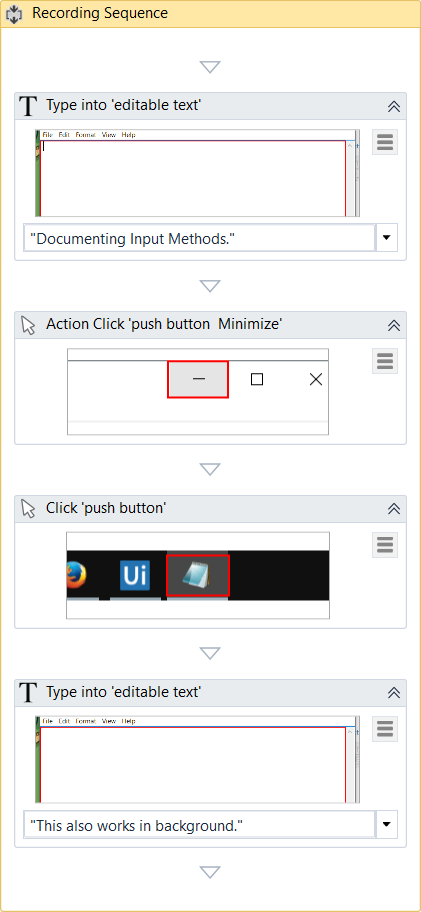 Recording Sequence
Type into 'editable text'
File Edit Format View Help
"Documenting Input Methods."
Action Click 'push button  Minimize'
Click 'push button'
Ui
Type into 'editable text'
File Edit Format View Help
"This also works in background."